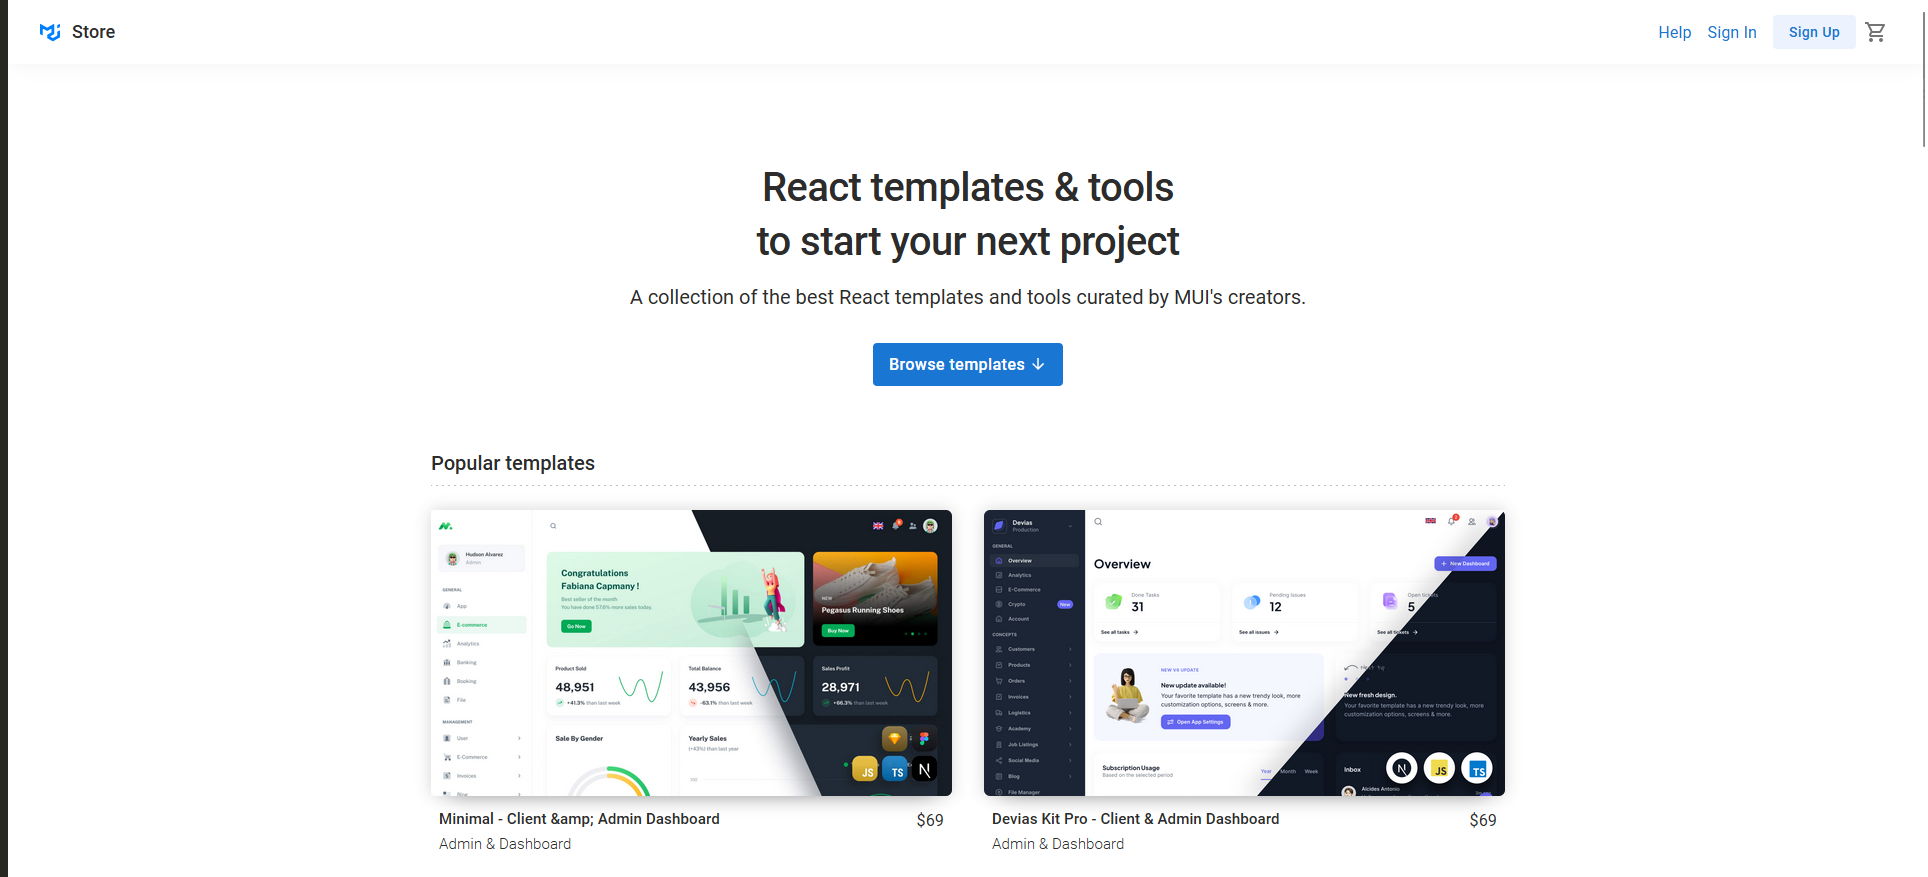 Store
Help Sign In Sign Up
React templates & tools
to start your next project
A collection of the best React templates and tools curated by MUI's creators.
Browse templates
Popular templates
Hudson Alvarez
Admin
GENERAL
App
E-commerce
Analytics
Banking
Booking
File
MANAGEMENT
User
E-Commerce
Invoices
Congratulations
Fabiana Capmany !
Best seller of the month
You have done 57.6% more sales today.
Go Now
NEW
Pegasus Running Shoes
Buy Now
Product Sold
48,951
+41.3% than last week
Total Balance
43,956
-63.1% than last week
Sales Profit
28,971
+66.3% than last week
Sale By Gender
Yearly Sales
(+43%) than last year
JS TS N
Minimal - Client &amp; Admin Dashboard $69
Admin & Dashboard
Devias
Production
GENERAL
Overview
Analytics
E-Commerce
Crypto New
Account
CONCEPTS
Customers
Products
Orders
Invoices
Logistics
Academy
Job Listings
Social Media
Blog
File Manager
Overview
New Dashboard
Done Tasks
31
See all tasks
Pending Issues
12
See all issues
Open tickets
5
See all tickets
NEW V6 UPDATE
New update available!
Your favorite template has a new trendy look, more
customization options, screens & more.
Open App Settings
New fresh design.
Your favorite template has a new trendy look, more
customization options, screens & more.
Subscription Usage
Based on the selected period
Year Month Week
Inbox
Alcides Antonio
N JS TS
Devias Kit Pro - Client & Admin Dashboard $69
Admin & Dashboard